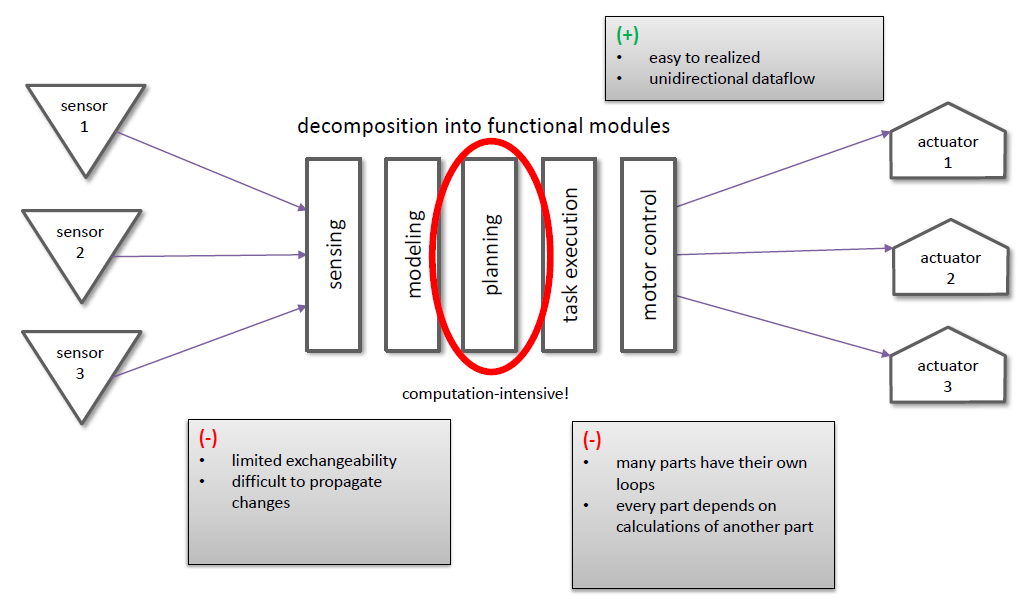 (+)
• easy to realized
• unidirectional dataflow
decomposition into functional modules
sensor
1
sensor
2
sensor
3
sensing
modeling
planning
task execution
motor control
actuator
1
actuator
2
actuator
3
computation-intensive!
(-)
• limited exchangeability
• difficult to propagate
changes
(-)
• many parts have their own
loops
• every part depends on
calculations of another part